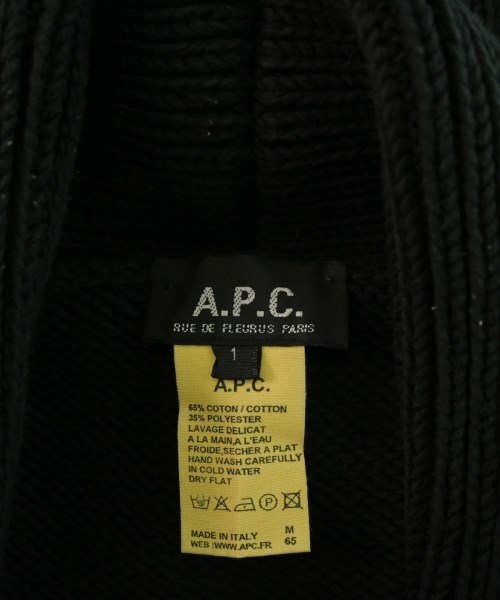 A.P.C.
RUE DE FLEURUS PARIS
1
A.P.C.
65% COTON / COTTON
35% POLYESTER
LAVAGE DELICAT
A LA MAIN,A L'EAU
FROIDE,SECHER A PLAT
HAND WASH CAREFULLY
IN COLD WATER
DRY FLAT
P
MADE IN ITALY M
WEB :WWW.APC.FR 65